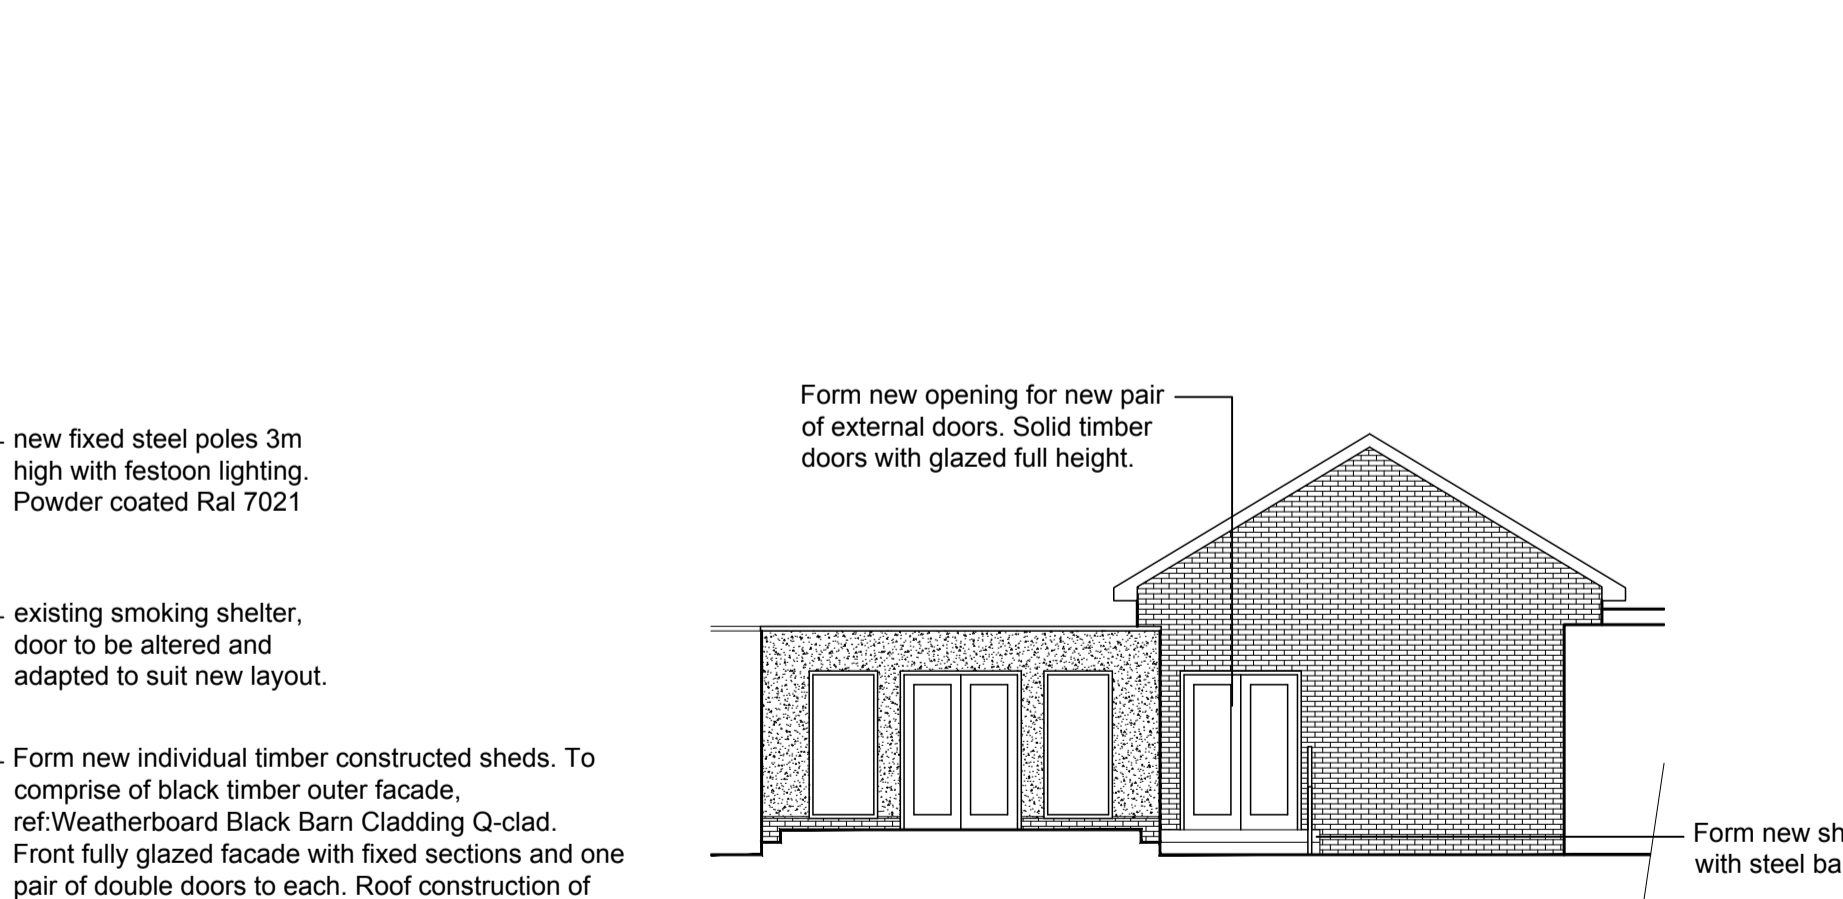 new fixed steel poles 3m
high with festoon lighting.
Powder coated Ral 7021
existing smoking shelter,
door to be altered and
adapted to suit new layout.
Form new individual timber constructed sheds. To
comprise of black timber outer facade,
ref:Weatherboard Black Barn Cladding Q-clad.
Front fully glazed facade with fixed sections and one
pair of double doors to each. Roof construction of
Form new opening for new pair
of external doors. Solid timber
doors with glazed full height.
Form new
with steel